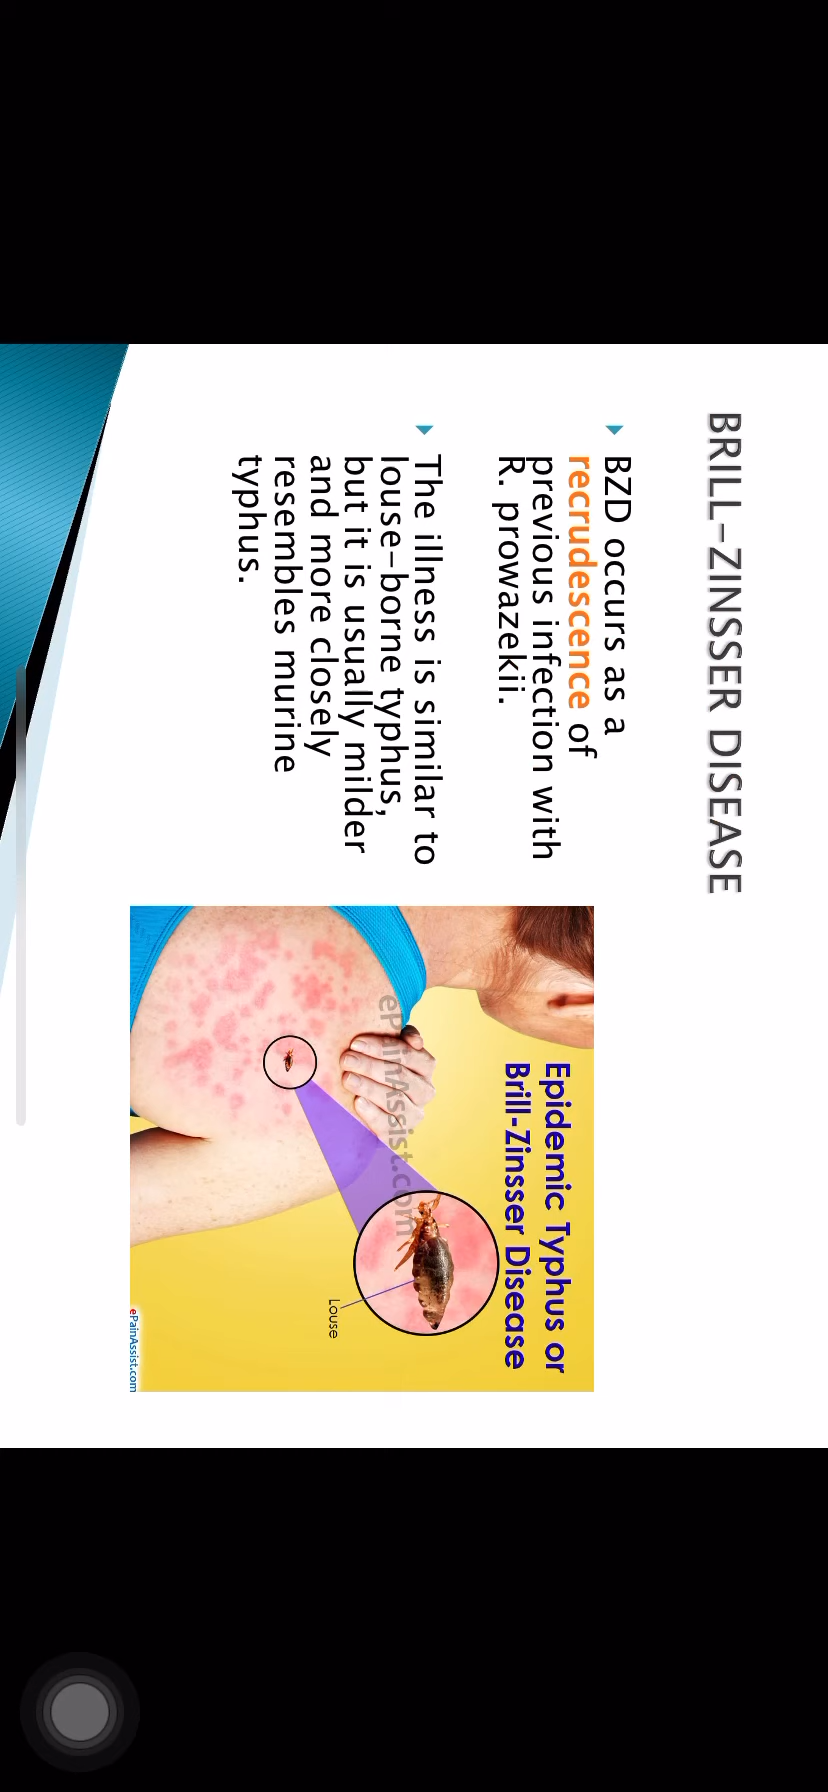 BRILL-ZINSSER DISEASE
BZD occurs as a
recrudescence of
previous infection with
R. prowazekii.
The illness is similar to
louse-borne typhus,
but it is usually milder
and more closely
resembles murine
typhus.
Epidemic Typhus or
Brill-Zinsser Disease
ePainAssist.com
Louse
ePainAssist.com